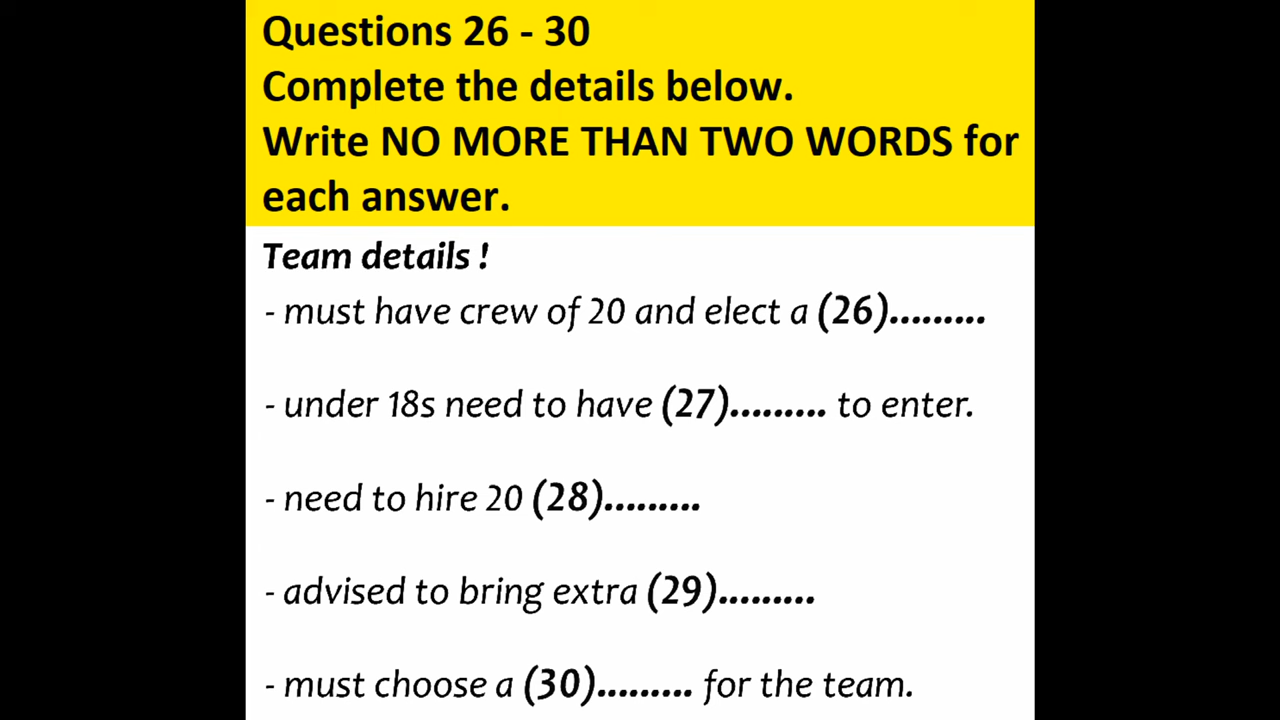 Questions 26 - 30
Complete the details below.
Write NO MORE THAN TWO WORDS for
each answer.
Team details !
- must have crew of 20 and elect a (26).........
- under 18s need to have (27)......... to enter.
- need to hire 20 (28).........
- advised to bring extra (29).........
- must choose a (30)......... for the team.